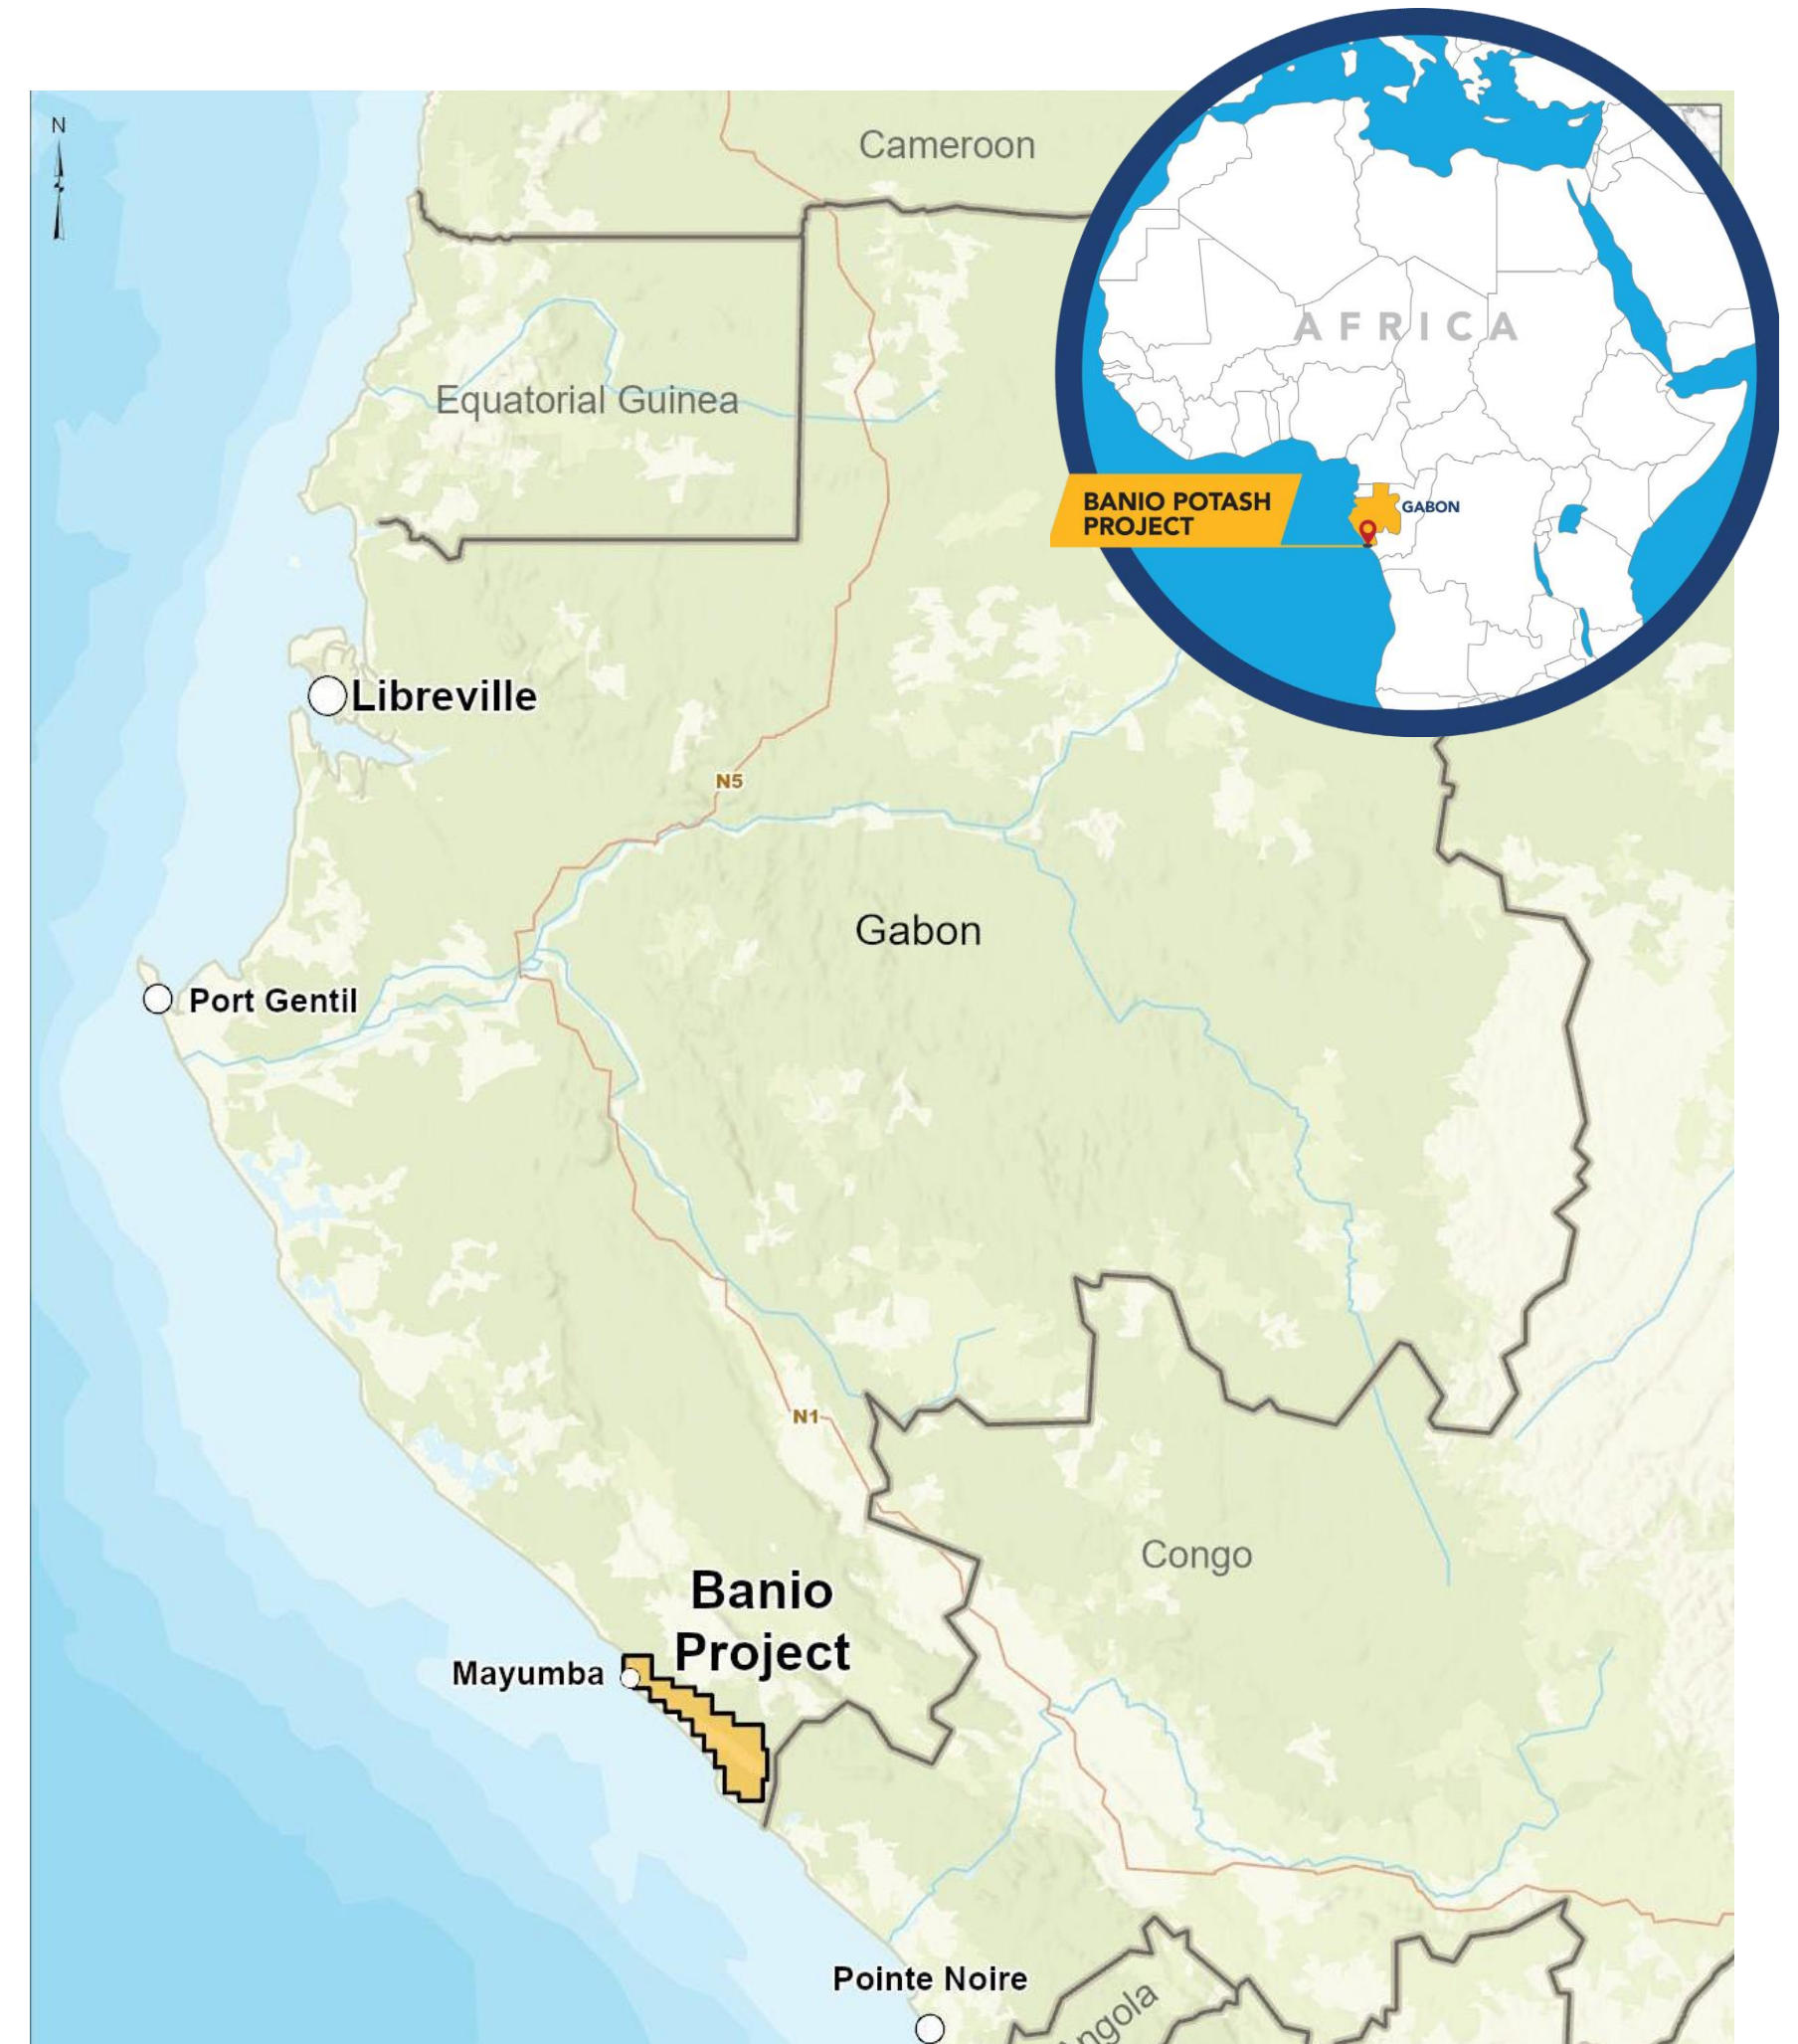 N
Cameroon
AFRICA
Equatorial Guinea
BANIO POTASH
PROJECT
GABON
Libreville
N5
Gabon
Port Gentil
N1
Congo
Banio
Project
Mayumba
Pointe Noire
ngola